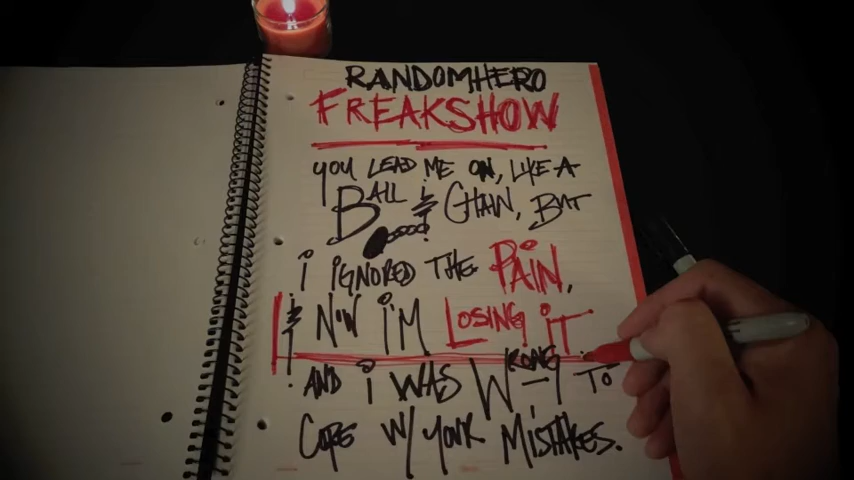 RANDOMHERO
FREAKSHOW
YOU LEAD ME ON, LIKE A
BALL & CHAIN, BUT
I IGNORED THE PAIN,
& NOW I'M LOSING IT
AND I WAS WRONG TO
COPE W/ YOUR MISTAKES.